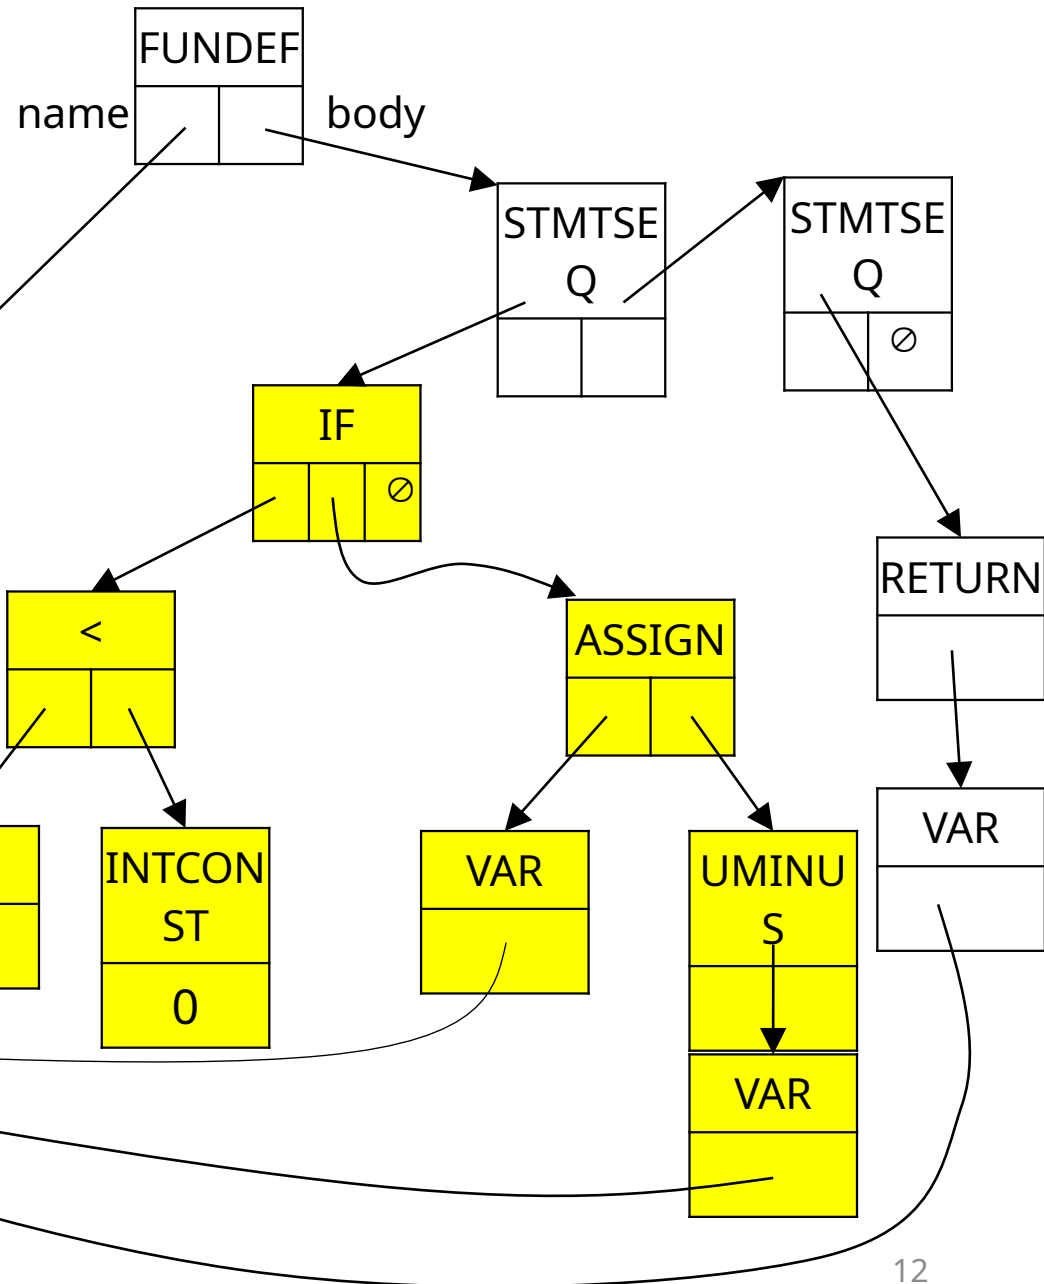 FUNDEF
name
body
STMTSE
Q
STMTSE
Q
∅
IF
∅
<
ASSIGN
RETURN
INTCON
ST
0
VAR
UMINU
S
VAR
VAR
12